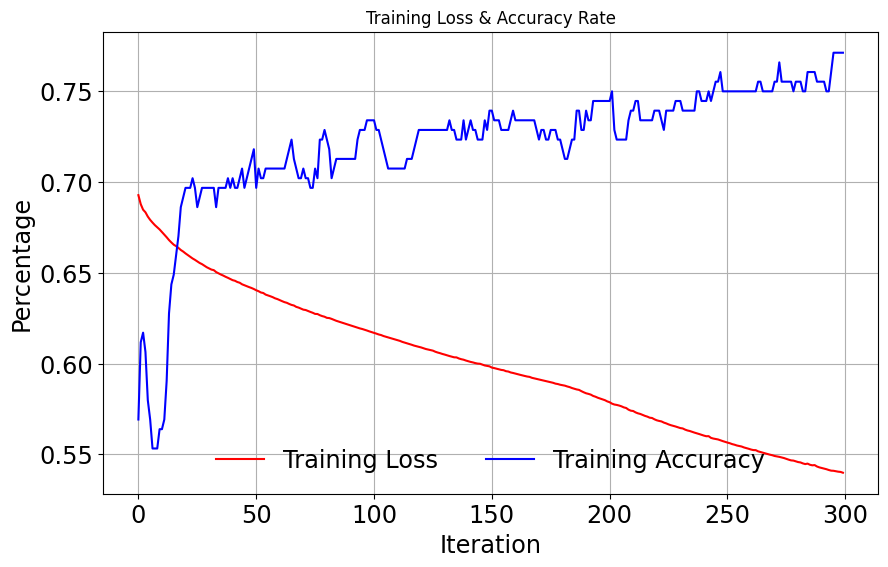 Training Loss & Accuracy Rate
Percentage
0.75
0.70
0.65
0.60
0.55
Training Loss
Training Accuracy
0 50 100 150 200 250 300
Iteration